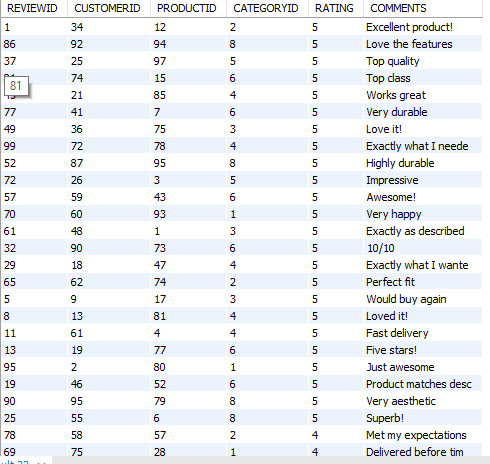 REVIEWID CUSTOMERID PRODUCTID CATEGORYID RATING COMMENTS
1 34 12 2 5 Excellent product!
86 92 94 8 5 Love the features
37 25 97 5 5 Top quality
74 15 6 5 Top class
81
21 85 4 5 Works great
77 41 7 6 5 Very durable
49 36 75 3 5 Love it!
99 72 78 4 5 Exactly what I neede
52 87 95 8 5 Highly durable
72 26 3 5 5 Impressive
57 59 43 6 5 Awesome!
70 60 93 1 5 Very happy
61 48 1 3 5 Exactly as described
32 90 73 6 5 10/10
29 18 47 4 5 Exactly what I wante
65 62 74 2 5 Perfect fit
5 9 17 3 5 Would buy again
8 13 81 4 5 Loved it!
11 61 4 4 5 Fast delivery
13 19 77 6 5 Five stars!
95 2 80 1 5 Just awesome
19 46 52 6 5 Product matches desc
90 95 79 8 5 Very aesthetic
25 55 6 8 5 Superb!
78 58 57 2 4 Met my expectations
69 75 28 1 4 Delivered before tim